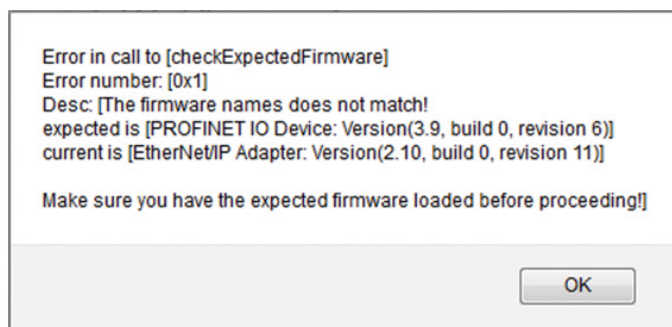 Error in call to [checkExpectedFirmware]
Error number: [0x1]
Desc: [The firmware names does not match!
expected is [PROFINET IO Device: Version(3.9, build 0, revision 6)]
current is [EtherNet/IP Adapter: Version(2.10, build 0, revision 11)]
Make sure you have the expected firmware loaded before proceeding!]
OK